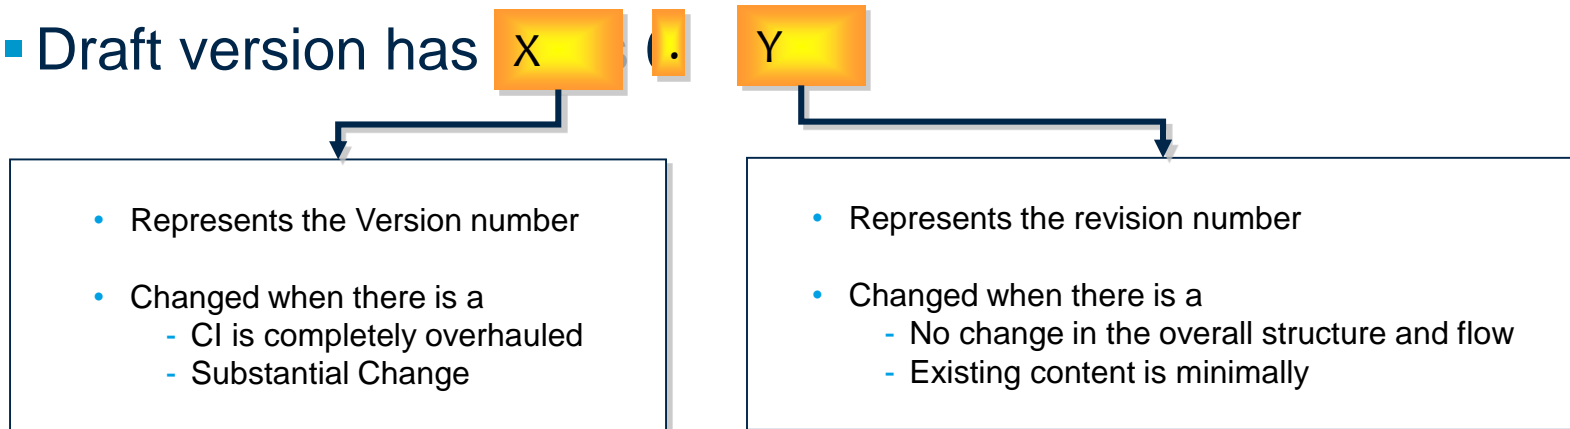 Draft version has X . Y
• Represents the Version number
• Changed when there is a
- CI is completely overhauled
- Substantial Change
• Represents the revision number
• Changed when there is a
- No change in the overall structure and flow
- Existing content is minimally